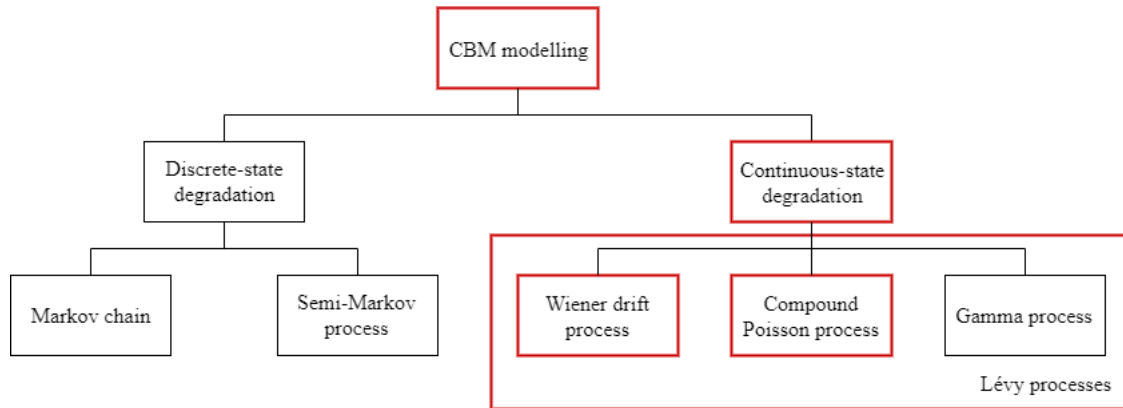 CBM modelling
Discrete-state
degradation
Continuous-state
degradation
Markov chain
Semi-Markov
process
Wiener drift
process
Compound
Poisson process
Gamma process
Lévy processes